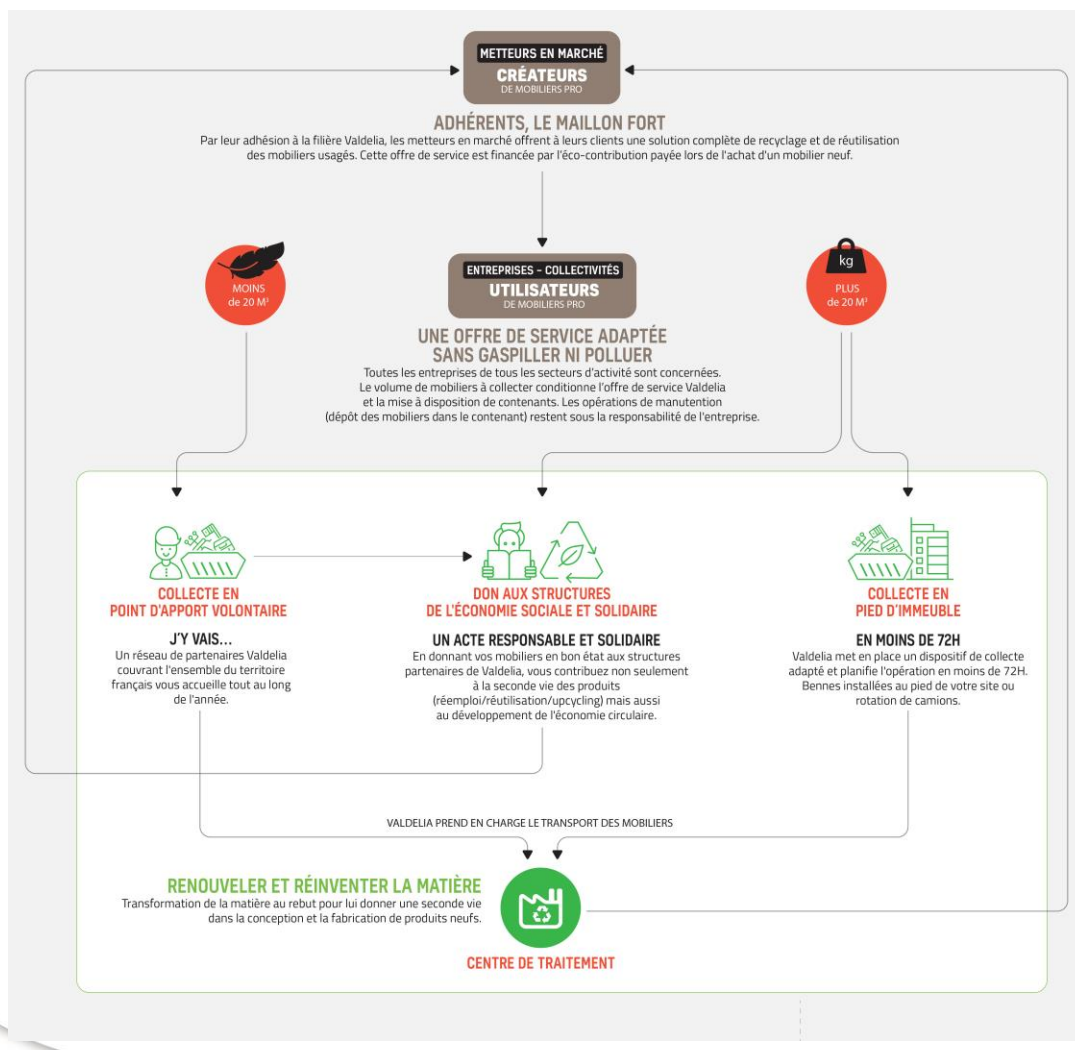 METTEURS EN MARCHÉ
CRÉATEURS
DE MOBILIERS PRO
ADHÉRENTS, LE MAILLON FORT
Par leur adhésion à la filière Valdelia, les metteurs en marché offrent à leurs clients une solution complète de recyclage et de réutilisation
des mobiliers usagés. Cette offre de service est financée par l'éco-contribution payée lors de l'achat d'un mobilier neuf.
MOINS
de 20 M³
ENTREPRISES - COLLECTIVITÉS
UTILISATEURS
DE MOBILIERS PRO
kg
PLUS
de 20 M³
UNE OFFRE DE SERVICE ADAPTÉE
SANS GASPILLER NI POLLUER
Toutes les entreprises de tous les secteurs d'activité sont concernées.
Le volume de mobiliers à collecter conditionne l'offre de service Valdelia
et la mise à disposition de contenants. Les opérations de manutention
(dépôt des mobiliers dans le contenant) restent sous la responsabilité de l'entreprise.
COLLECTE EN
POINT D'APPORT VOLONTAIRE
J'Y VAIS...
Un réseau de partenaires Valdelia
couvrant l'ensemble du territoire
français vous accueille tout au long
de l'année.
DON AUX STRUCTURES
DE L'ÉCONOMIE SOCIALE ET SOLIDAIRE
UN ACTE RESPONSABLE ET SOLIDAIRE
En donnant vos mobiliers en bon état aux structures
partenaires de Valdelia, vous contribuez non seulement
à la seconde vie des produits
(réemploi/réutilisation/upcycling) mais aussi
au développement de l'économie circulaire.
COLLECTE EN
PIED D'IMMEUBLE
EN MOINS DE 72H
Valdelia met en place un dispositif de collecte
adapté et planifie l'opération en moins de 72H.
Bennes installées au pied de votre site ou
rotation de camions.
VALDELIA PREND EN CHARGE LE TRANSPORT DES MOBILIERS
RENOUVELER ET RÉINVENTER LA MATIÈRE
Transformation de la matière au rebut pour lui donner une seconde vie
dans la conception et la fabrication de produits neufs.
CENTRE DE TRAITEMENT